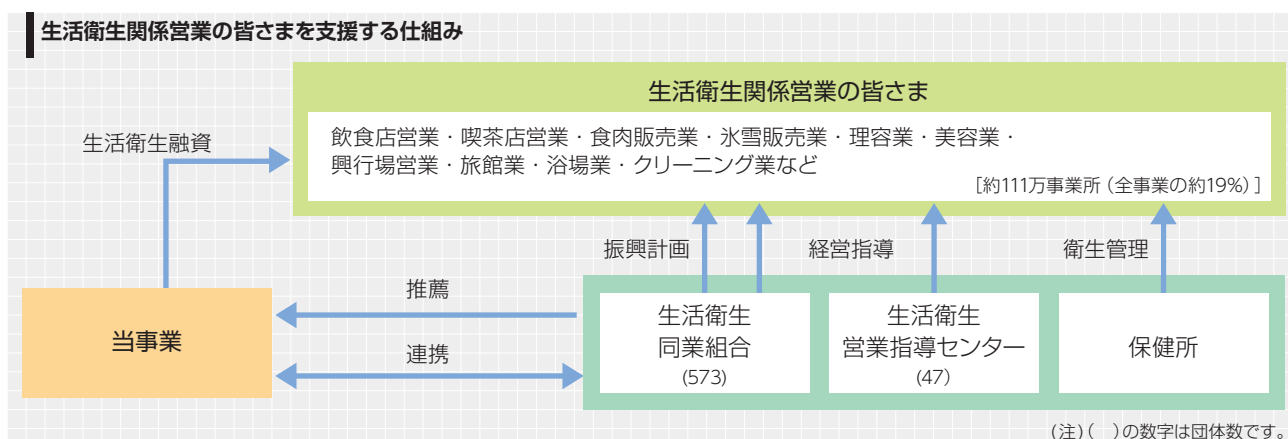 生活衛生関係営業の皆さまを支援する仕組み
生活衛生関係営業の皆さま
生活衛生融資
飲食店営業・喫茶店営業・食肉販売業・氷雪販売業・理容業・美容業・
興行場営業・旅館業・浴場業・クリーニング業など
［約111万事業所（全事業の約19%）］
振興計画
経営指導
衛生管理
推薦
当事業
連携
生活衛生
同業組合
(573)
生活衛生
営業指導センター
(47)
保健所
(注)(　)の数字は団体数です。